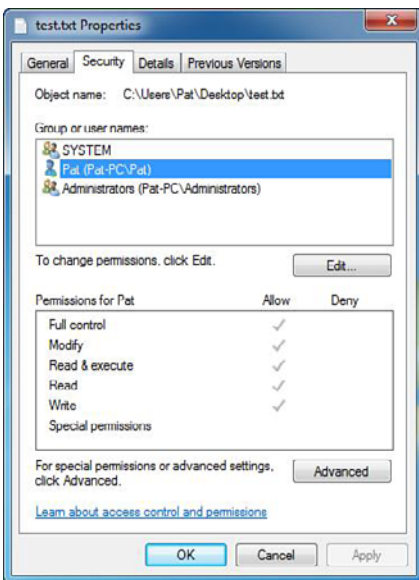 test.txt Properties
General Security Details Previous Versions
Object name: C:\Users\Pat\Desktop\test.txt
Group or user names:
SYSTEM
Pat (Pat-PC\Pat)
Administrators (Pat-PC\Administrators)
To change permissions, click Edit.
Edit...
Permissions for Pat Allow Deny
Full control
Modify
Read & execute
Read
Write
Special permissions
For special permissions or advanced settings,
click Advanced.
Advanced
Learn about access control and permissions
OK Cancel Apply